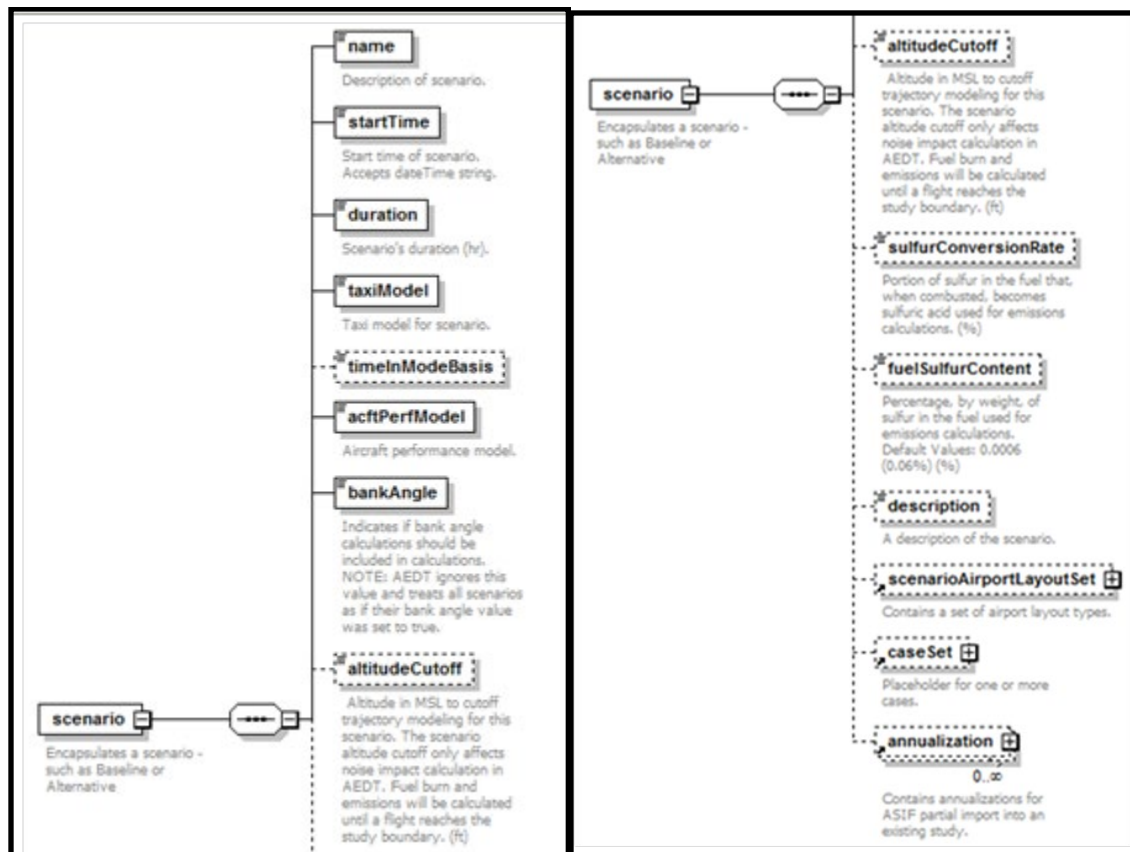 name
Description of scenario.
startTime
Start time of scenario.
Accepts dateTime string.
duration
Scenario's duration (hr).
taxiModel
Taxi model for scenario.
timeInModeBasis
acftPerfModel
Aircraft performance model.
bankAngle
Indicates if bank angle
calculations should be
included in calculations.
NOTE: AEDT ignores this
value and treats all scenarios
as if their bank angle value
was set to true.
altitudeCutoff
Altitude in MSL to cutoff
trajectory modeling for this
scenario. The scenario
altitude cutoff only affects
noise impact calculation in
AEDT. Fuel burn and
emissions will be calculated
until a flight reaches the
study boundary. (ft)
scenario
Encapsulates a scenario -
such as Baseline or
Alternative
altitudeCutoff
Altitude in MSL to cutoff
trajectory modeling for this
scenario. The scenario
altitude cutoff only affects
noise impact calculation in
AEDT. Fuel burn and
emissions will be calculated
until a flight reaches the
study boundary. (ft)
scenario
Encapsulates a scenario -
such as Baseline or
Alternative
sulfurConversionRate
Portion of sulfur in the fuel that,
when combusted, becomes
sulfuric acid used for emissions
calculations. (%)
fuelSulfurContent
Percentage, by weight, of
sulfur in the fuel used for
emissions calculations.
Default Values: 0.0006
(0.06%) (%)
description
A description of the scenario.
scenarioAirportLayoutSet
Contains a set of airport layout types.
caseSet
Placeholder for one or more
cases.
annualization
0..∞
Contains annualizations for
ASIF partial import into an
existing study.